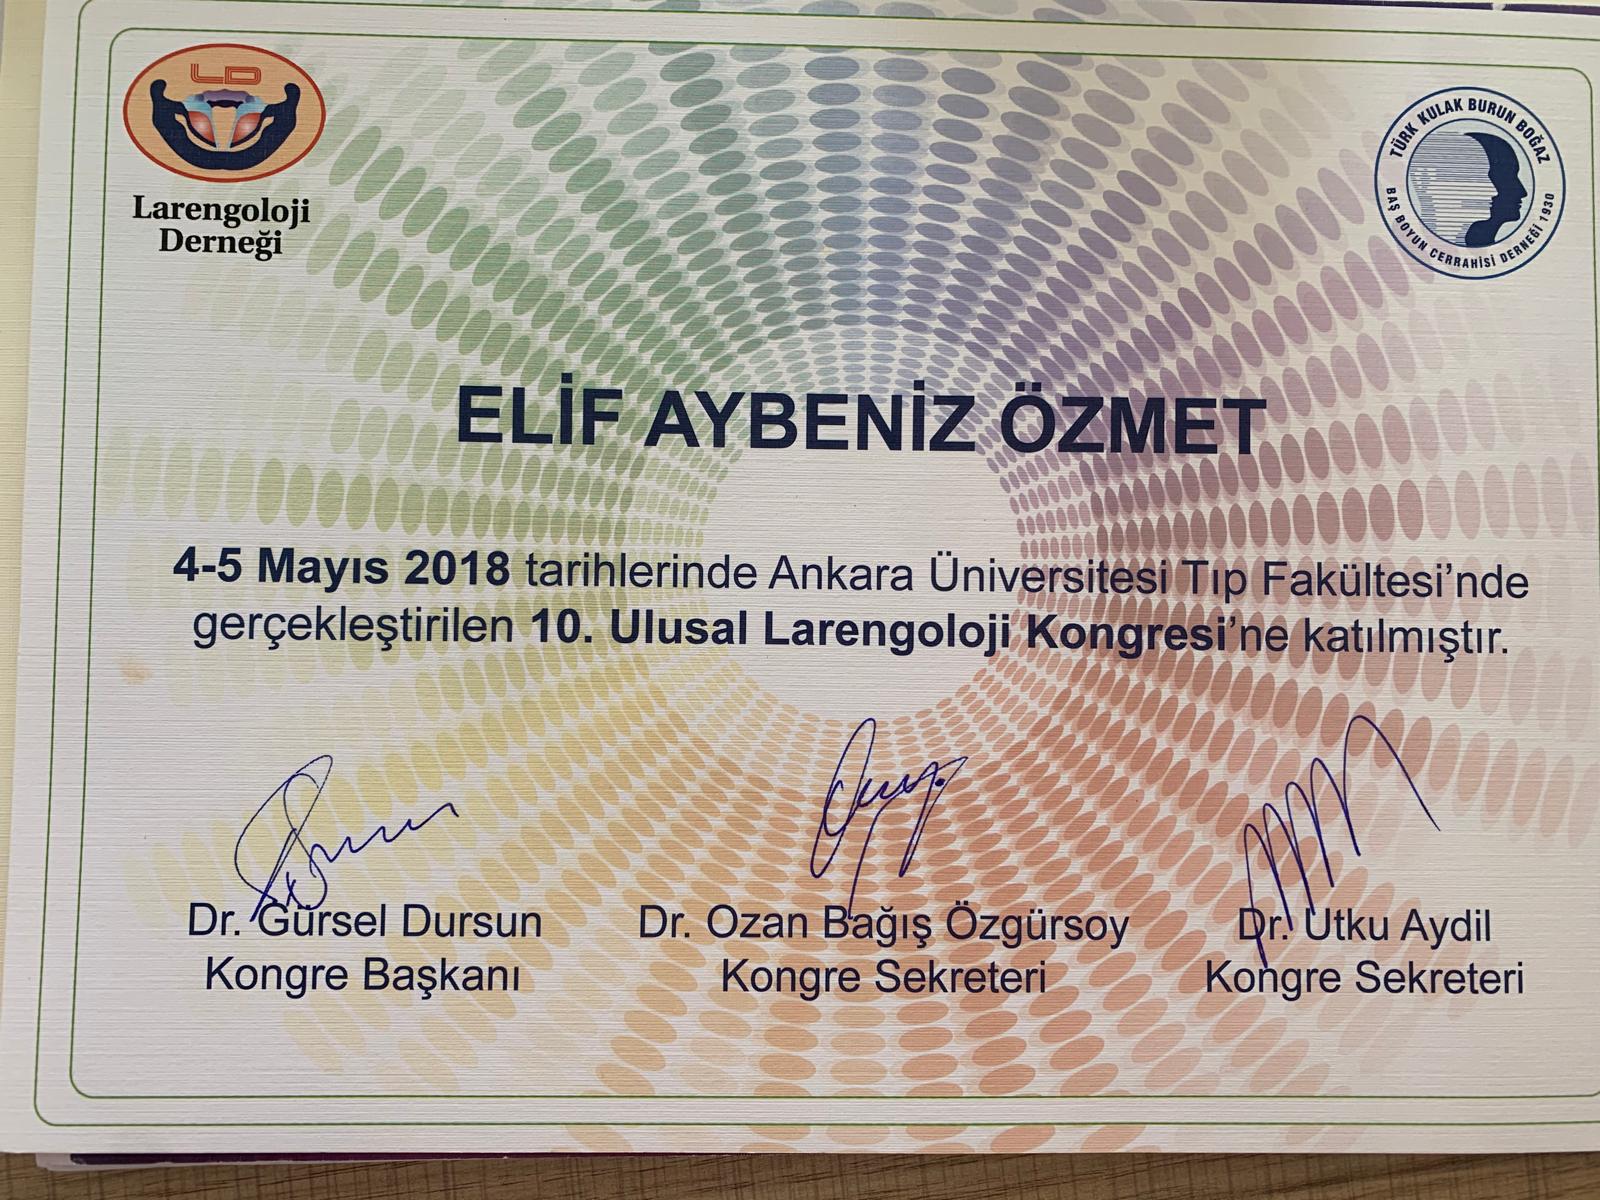 LD
Larengoloji
Derneği
TÜRK KULAK BURUN BOĞAZ
BAŞ BOYUN CERRAHİSİ DERNEĞİ 1930
ELİF AYBENİZ ÖZMET
4-5 Mayıs 2018 tarihlerinde Ankara Üniversitesi Tıp Fakültesi’nde
gerçekleştirilen 10. Ulusal Larengoloji Kongresi’ne katılmıştır.
Dr. Gürsel Dursun
Kongre Başkanı
Dr. Ozan Bağış Özgürsoy
Kongre Sekreteri
Dr. Utku Aydil
Kongre Sekreteri